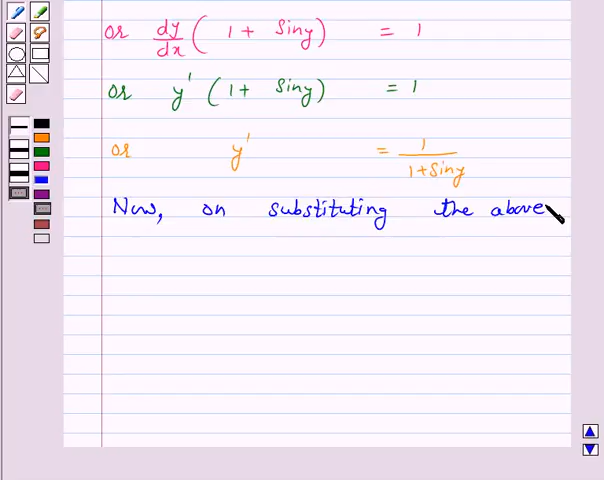 or dy/dx ( 1 + Siny) = 1
or y' (1 + Siny) = 1
or y' = 1/1+Siny
Now, on substituting the above